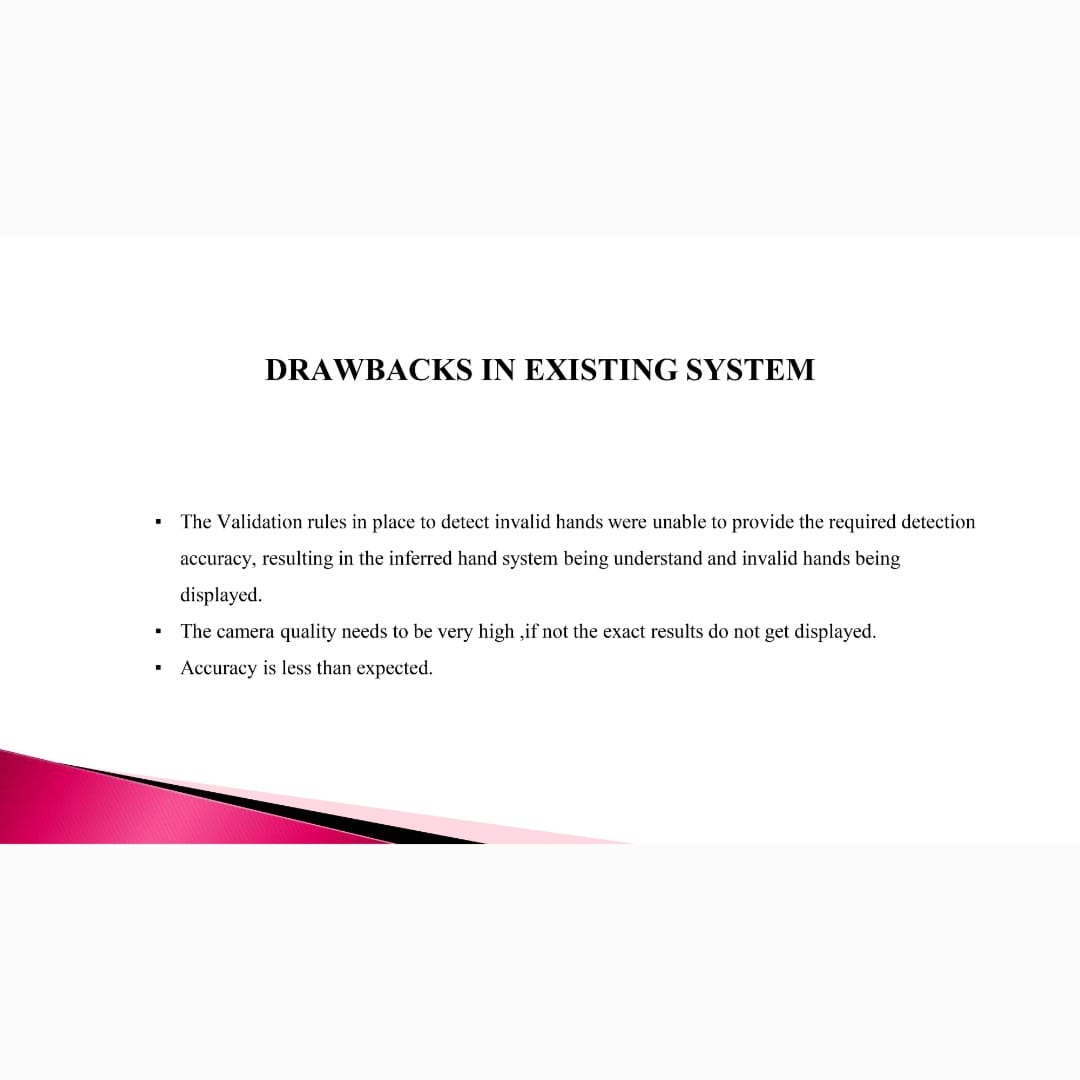 DRAWBACKS IN EXISTING SYSTEM
▪ The Validation rules in place to detect invalid hands were unable to provide the required detection
accuracy, resulting in the inferred hand system being understand and invalid hands being
displayed.
▪ The camera quality needs to be very high ,if not the exact results do not get displayed.
▪ Accuracy is less than expected.